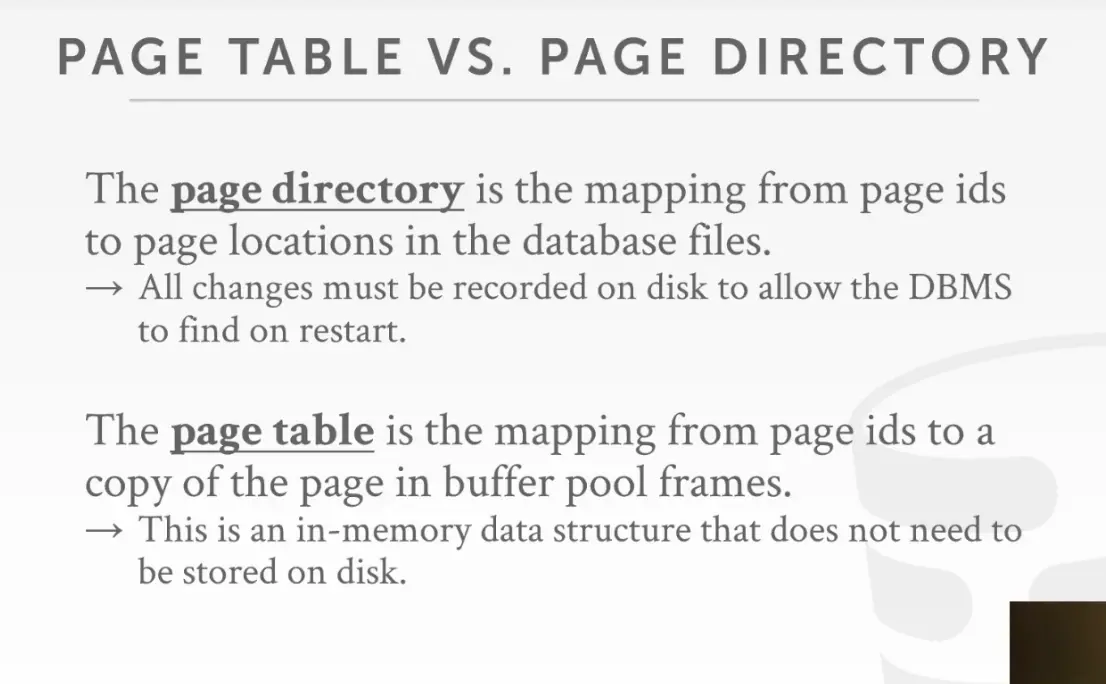 PAGE TABLE VS. PAGE DIRECTORY
The page directory is the mapping from page ids
to page locations in the database files.
→ All changes must be recorded on disk to allow the DBMS
to find on restart.
The page table is the mapping from page ids to a
copy of the page in buffer pool frames.
→ This is an in-memory data structure that does not need to
be stored on disk.